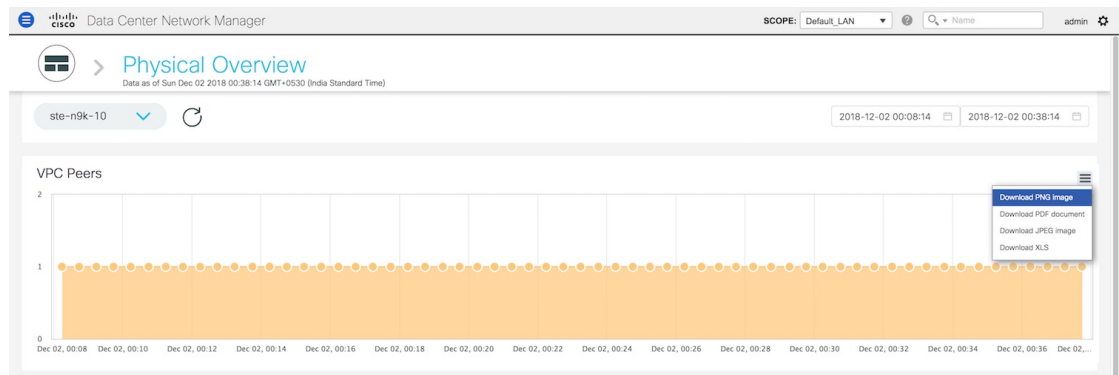 cisco Data Center Network Manager SCOPE: Default_LAN Name admin
Physical Overview
Data as of Sun Dec 02 2018 00:38:14 GMT+0530 (India Standard Time)
ste-n9k-10 2018-12-02 00:08:14 2018-12-02 00:38:14
VPC Peers
Download PNG image
Download PDF document
Download JPEG image
Download XLS
2
1
0
Dec 02, 00:08 Dec 02, 00:10 Dec 02, 00:12 Dec 02, 00:14 Dec 02, 00:16 Dec 02, 00:18 Dec 02, 00:20 Dec 02, 00:22 Dec 02, 00:24 Dec 02, 00:26 Dec 02, 00:28 Dec 02, 00:30 Dec 02, 00:32 Dec 02, 00:34 Dec 02, 00:36 Dec 02,...